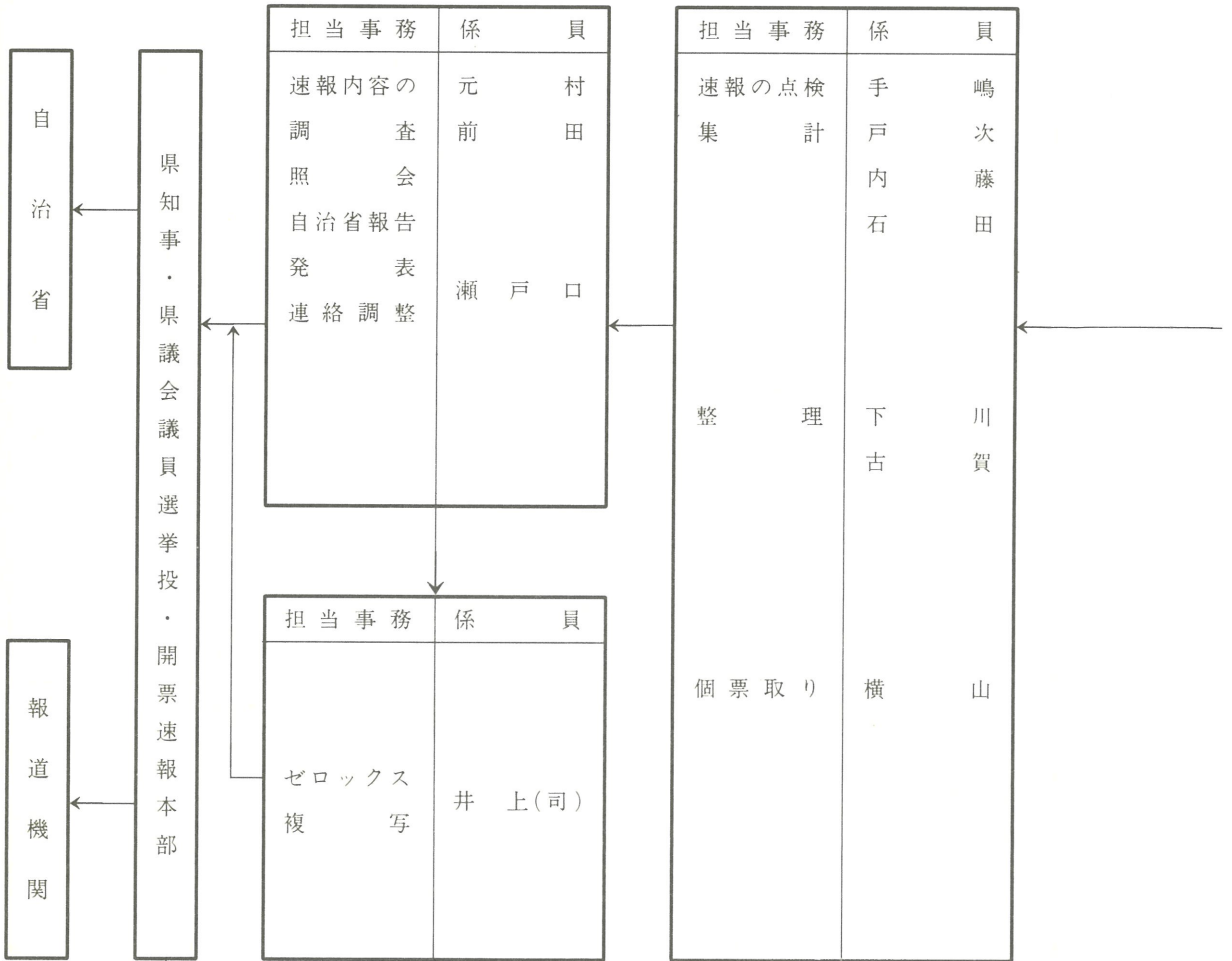 自治省
報道機関
県知事・県議会議員選挙投・開票速報本部
担当事務 係員
速報内容の 元村
調査 前田
照会
自治省報告
発表
瀬戸口
連絡調整
担当事務 係員
ゼロックス
井上(司)
複写
担当事務 係員
速報の点検 手嶋
集計 戸次
内藤
石田
整理 下川
古賀
個票取り 横山